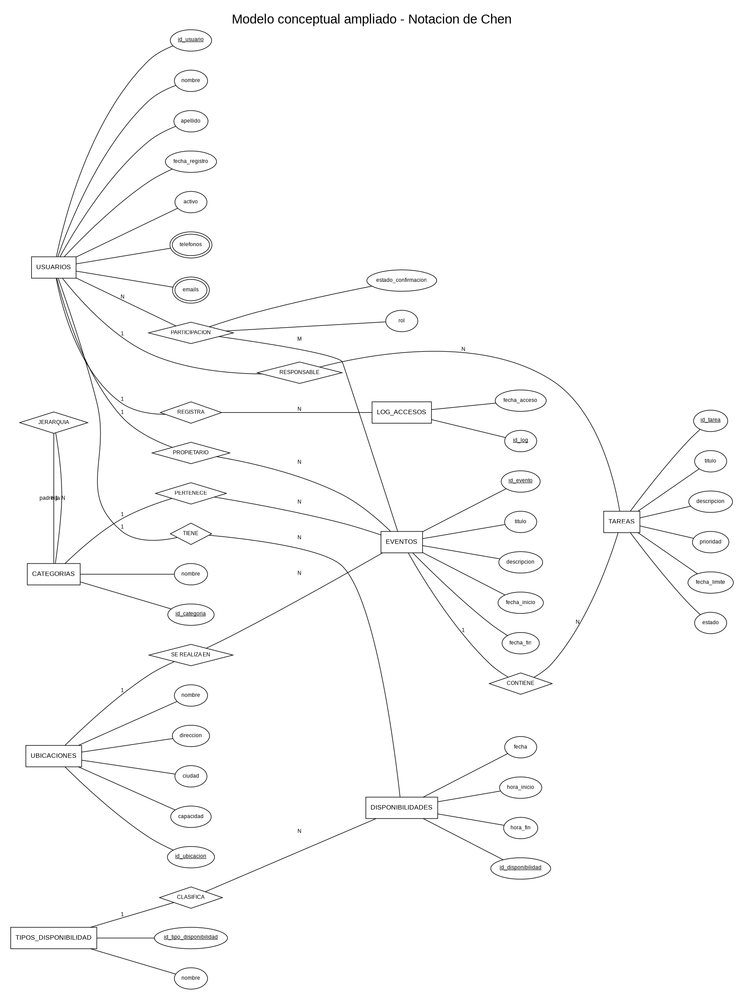 Modelo conceptual ampliado - Notacion de Chen
id_usuario
nombre
apellido
fecha_registro
activo
telefonos
USUARIOS
emails
estado_confirmacion
N
rol
PARTICIPACION
1
M
N
RESPONSABLE
1
REGISTRA
N
LOG_ACCESOS
fecha_acceso
id_log
1
JERARQUIA
PROPIETARIO
N
id_tarea
titulo
descripcion
TAREAS
prioridad
fecha_limite
estado
padre 1
hija N
PERTENECE
N
1
1
TIENE
N
id_evento
titulo
EVENTOS
descripcion
fecha_inicio
fecha_fin
CATEGORIAS
nombre
id_categoria
N
1
N
SE REALIZA EN
CONTIENE
1
nombre
direccion
UBICACIONES
ciudad
capacidad
id_ubicacion
fecha
hora_inicio
DISPONIBILIDADES
hora_fin
id_disponibilidad
N
CLASIFICA
1
TIPOS_DISPONIBILIDAD
id_tipo_disponibilidad
nombre